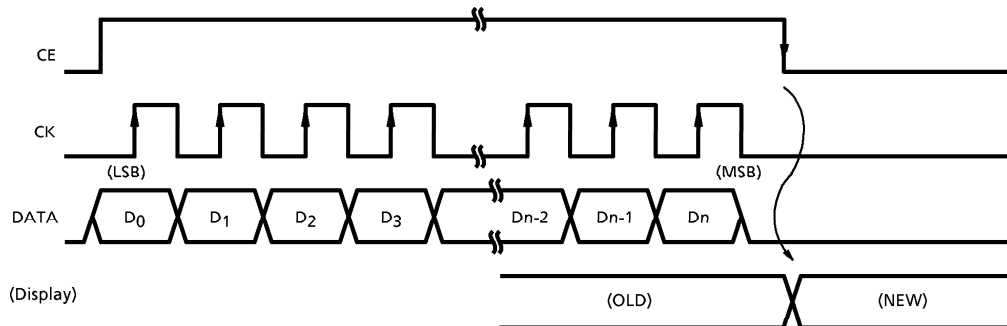 CE
CK
(LSB)
(MSB)
DATA
D0
D1
D2
D3
Dn-2
Dn-1
Dn
(Display)
(OLD)
(NEW)